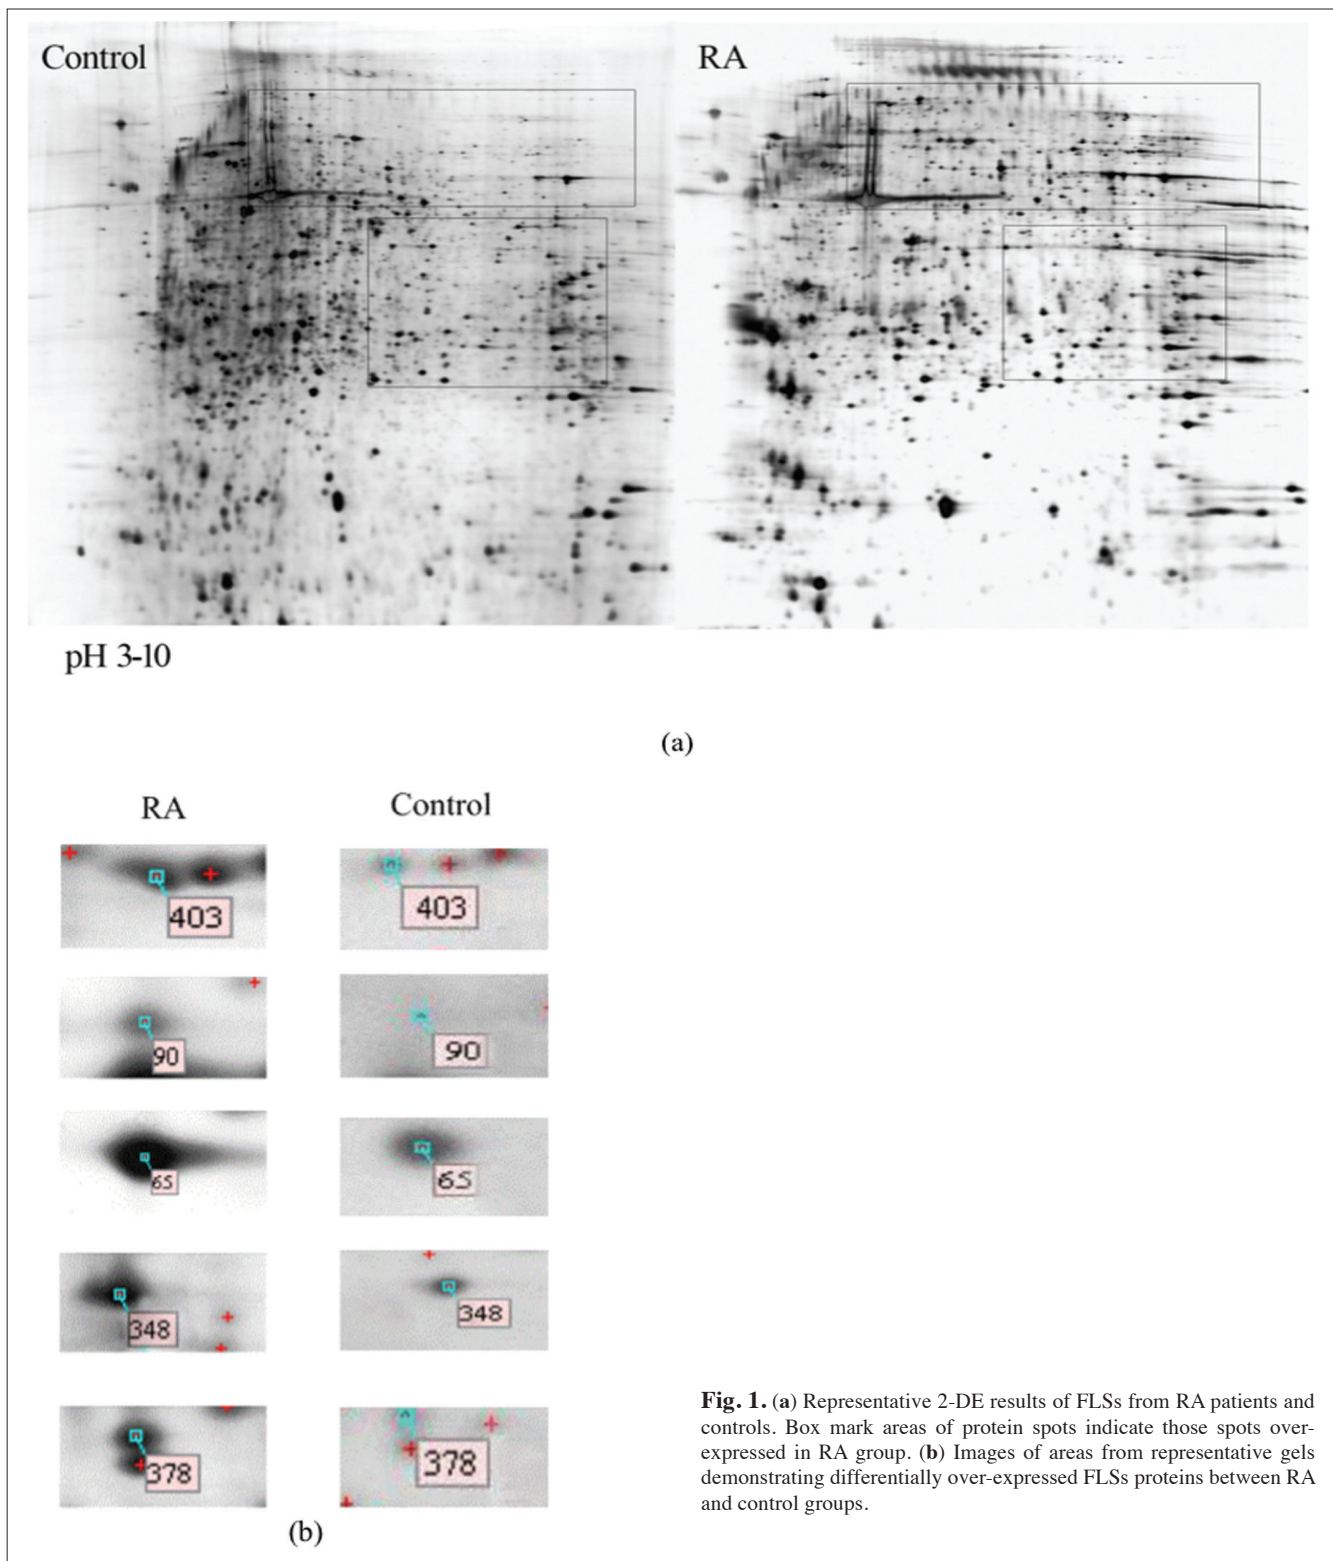 Control
RA
pH 3-10
(a)
RA
Control
403
403
90
90
65
65
348
348
378
378
(b)
Fig. 1. (a) Representative 2-DE results of FLSs from RA patients and
controls. Box mark areas of protein spots indicate those spots over-
expressed in RA group. (b) Images of areas from representative gels
demonstrating differentially over-expressed FLSs proteins between RA
and control groups.